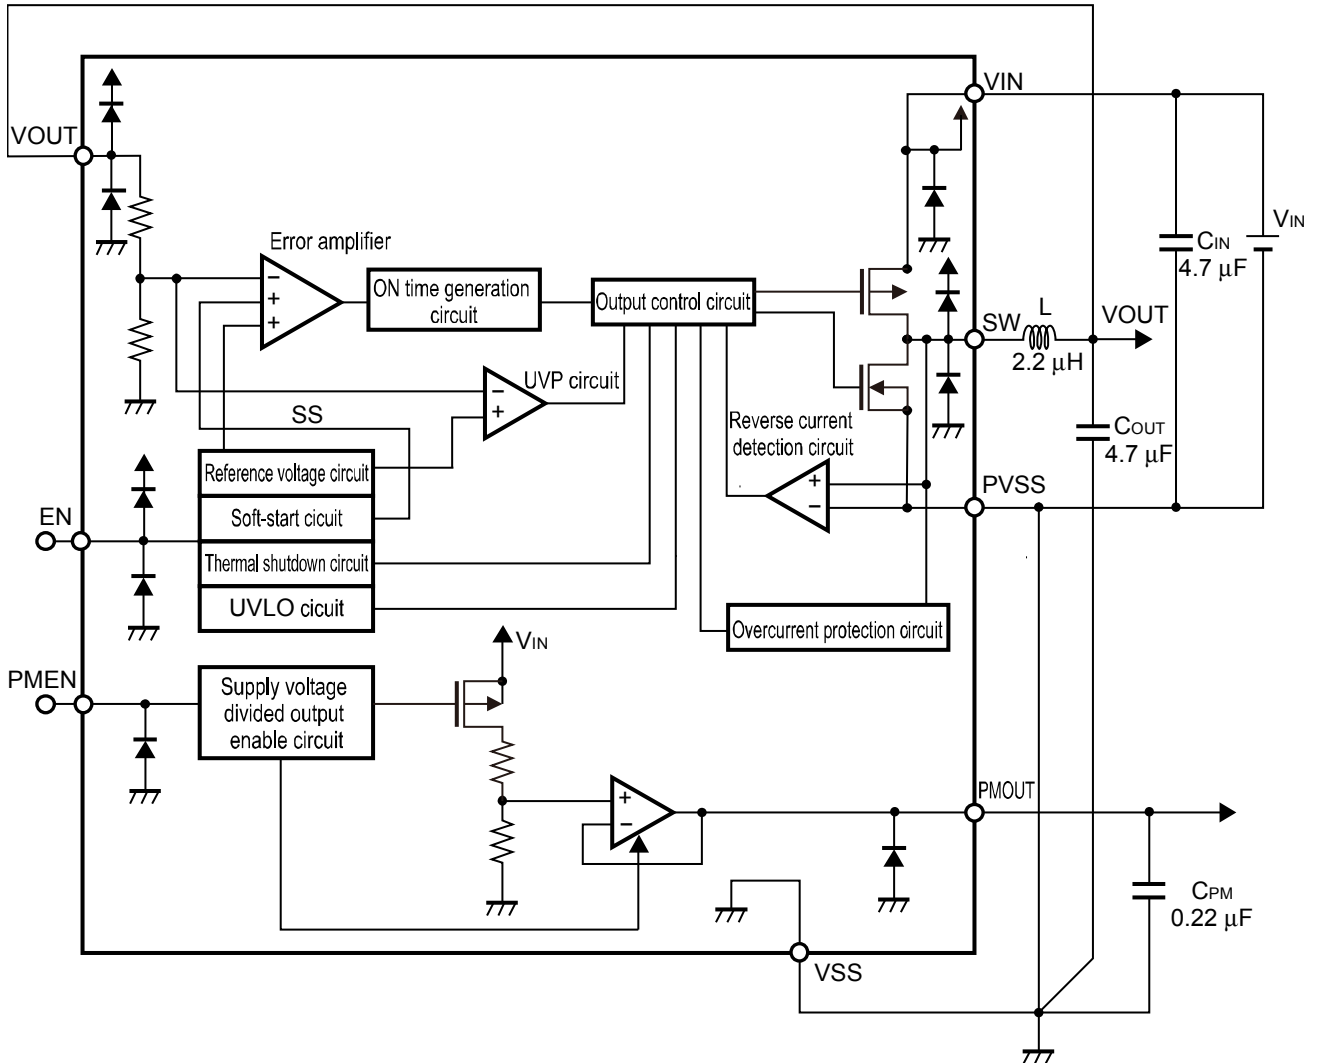 VIN
VOUT
Error amplifier
VIN
CIN
4.7 μF
−
+
+
ON time generation
circuit
Output control circuit
SW
L
VOUT
2.2 μH
UVP circuit
−
+
SS
Reverse current
detection circuit
COUT
4.7 μF
Reference voltage circuit
+
−
PVSS
EN
Soft-start cicuit
Thermal shutdown circuit
UVLO cicuit
Overcurrent protection circuit
VIN
PMEN
Supply voltage
divided output
enable circuit
+
−
PMOUT
CPM
0.22 μF
VSS